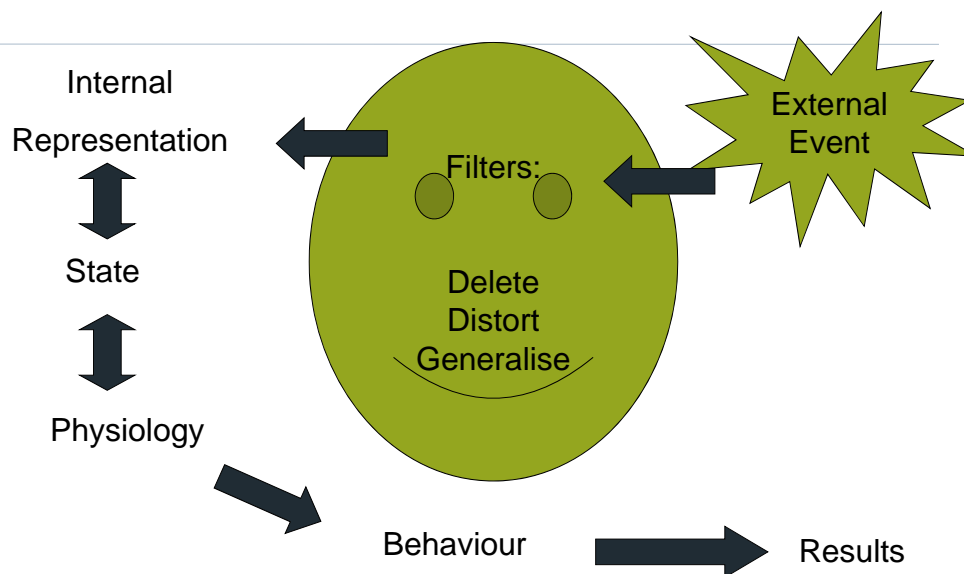 External
Event
Filters:
Delete
Distort
Generalise
Internal
Representation
State
Physiology
Behaviour
Results